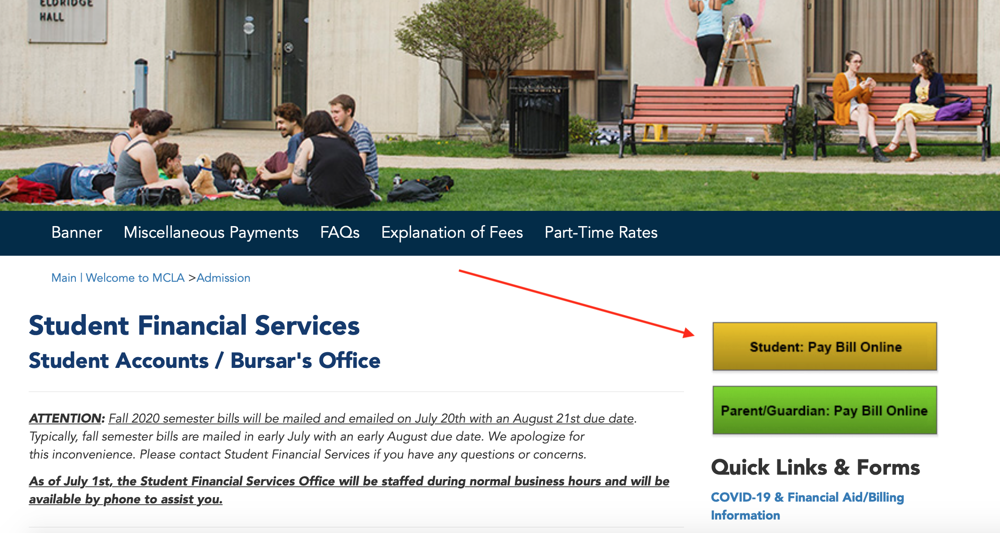 ELDRIDGE
HALL
Banner Miscellaneous Payments FAQs Explanation of Fees Part-Time Rates
Main | Welcome to MCLA >Admission
Student Financial Services
Student Accounts / Bursar's Office
ATTENTION: Fall 2020 semester bills will be mailed and emailed on July 20th with an August 21st due date.
Typically, fall semester bills are mailed in early July with an early August due date. We apologize for
this inconvenience. Please contact Student Financial Services if you have any questions or concerns.
As of July 1st, the Student Financial Services Office will be staffed during normal business hours and will be
available by phone to assist you.
Student: Pay Bill Online
Parent/Guardian: Pay Bill Online
Quick Links & Forms
COVID-19 & Financial Aid/Billing
Information